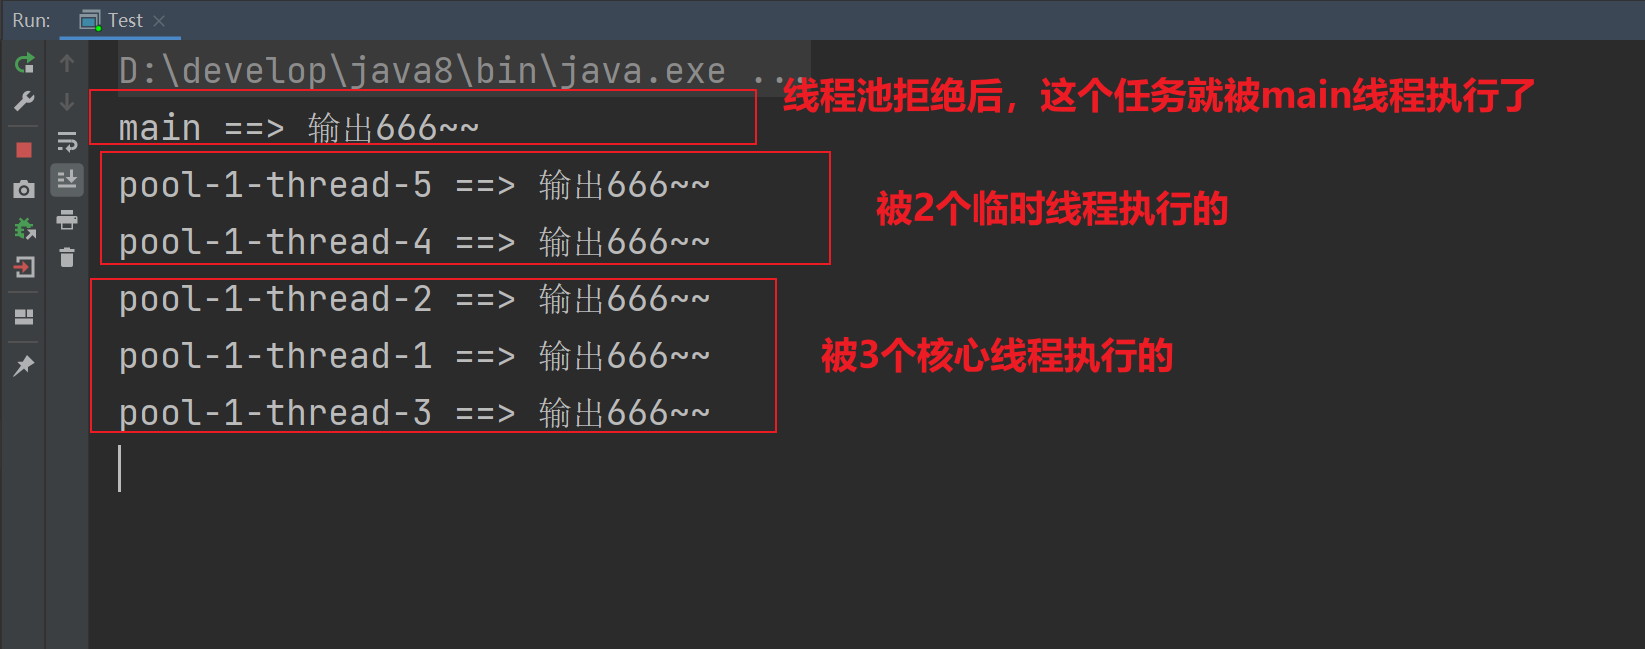 Run: Test
D:\develop\java8\bin\java.exe ...
线程池拒绝后，这个任务就被main线程执行了
main ==> 输出666~~
pool-1-thread-5 ==> 输出666~~
被2个临时线程执行的
pool-1-thread-4 ==> 输出666~~
pool-1-thread-2 ==> 输出666~~
pool-1-thread-1 ==> 输出666~~
被3个核心线程执行的
pool-1-thread-3 ==> 输出666~~